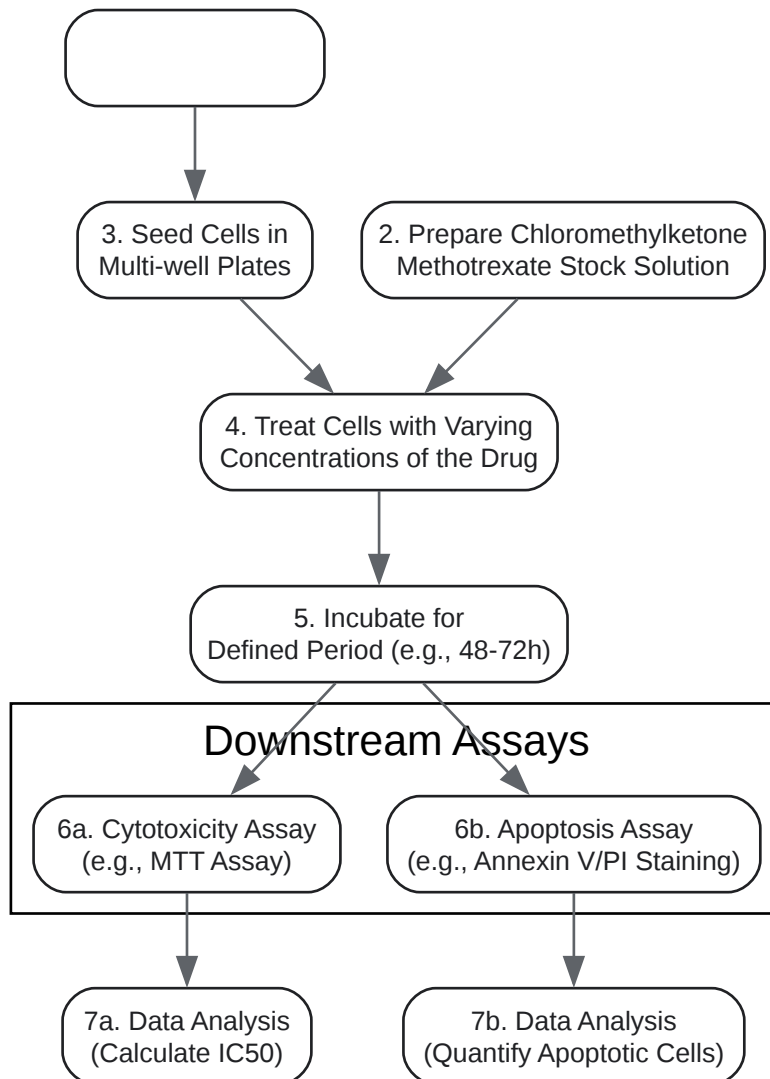 3. Seed Cells in
Multi-well Plates
2. Prepare Chloromethylketone
Methotrexate Stock Solution
4. Treat Cells with Varying
Concentrations of the Drug
5. Incubate for
Defined Period (e.g., 48-72h)
Downstream Assays
6a. Cytotoxicity Assay
(e.g., MTT Assay)
6b. Apoptosis Assay
(e.g., Annexin V/PI Staining)
7a. Data Analysis
(Calculate IC50)
7b. Data Analysis
(Quantify Apoptotic Cells)